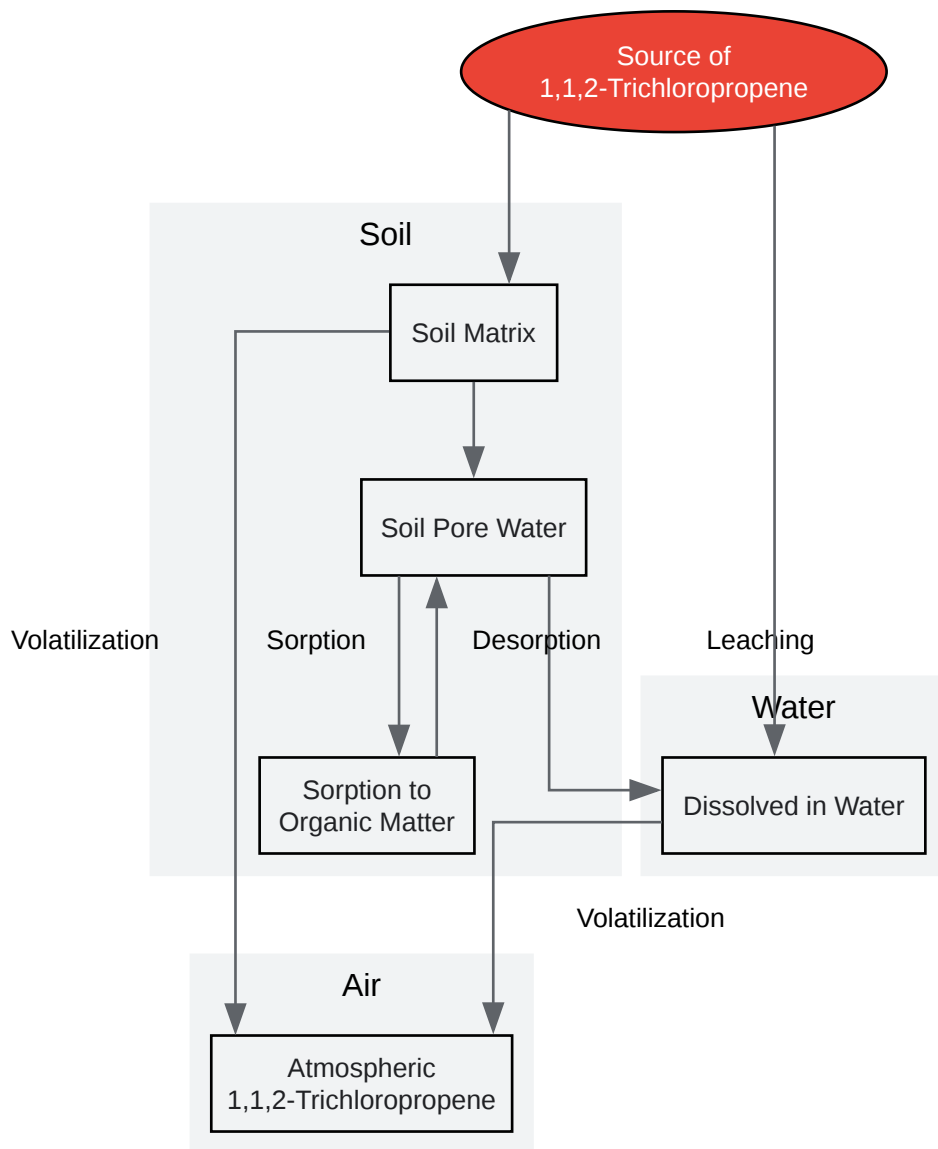 Source of
1,1,2-Trichloropropene
Soil
Soil Matrix
Soil Pore Water
Volatilization
Sorption
Desorption
Leaching
Water
Sorption to
Organic Matter
Dissolved in Water
Volatilization
Air
Atmospheric
1,1,2-Trichloropropene